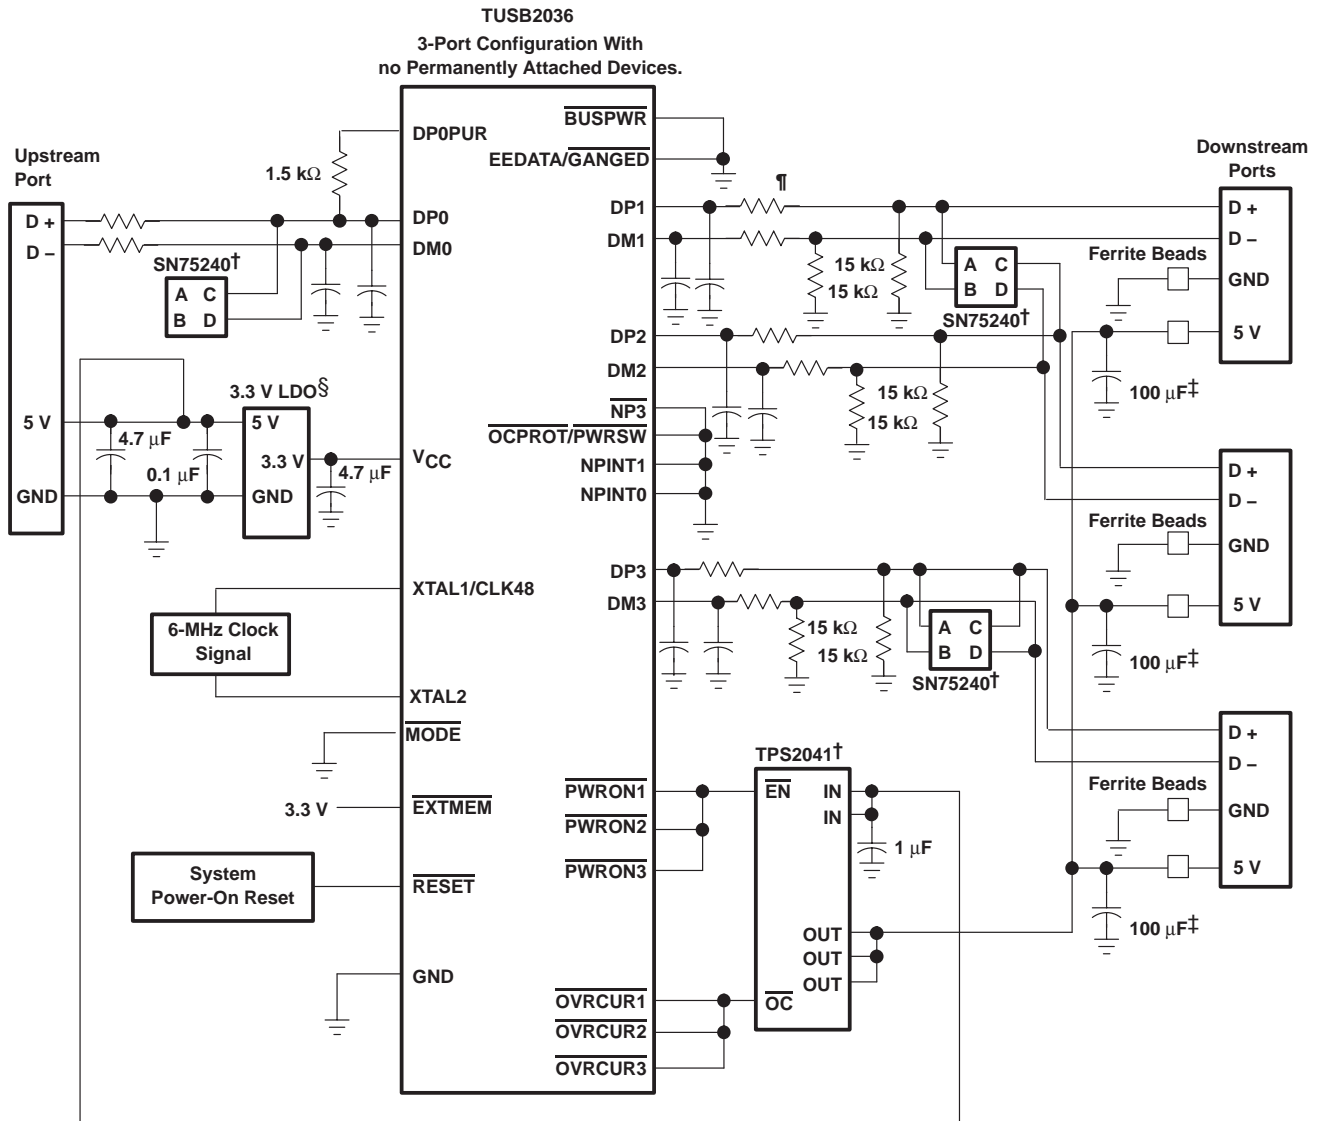 TUSB2036
3-Port Configuration With
no Permanently Attached Devices.
Upstream
Port
D +
D –
5 V
GND
1.5 kΩ
SN75240†
A C
B D
3.3 V LDO§
5 V
3.3 V
GND
4.7 μF
0.1 μF
4.7 μF
6-MHz Clock
Signal
3.3 V
System
Power-On Reset
DP0PUR
DP0
DM0
VCC
XTAL1/CLK48
XTAL2
MODE
EXTMEM
RESET
GND
BUSPWR
EEDATA/GANGED
DP1
DM1
DP2
DM2
NP3
OCPROT/PWRSW
NPINT1
NPINT0
DP3
DM3
PWRON1
PWRON2
PWRON3
OVRCUR1
OVRCUR2
OVRCUR3
¶
15 kΩ
15 kΩ
A C
B D
SN75240†
15 kΩ
15 kΩ
15 kΩ
15 kΩ
A C
B D
SN75240†
TPS2041†
EN
IN
IN
1 μF
OUT
OUT
OUT
OC
Downstream
Ports
D +
D –
Ferrite Beads
GND
5 V
100 μF‡
D +
D –
Ferrite Beads
GND
5 V
100 μF‡
D +
D –
Ferrite Beads
GND
5 V
100 μF‡